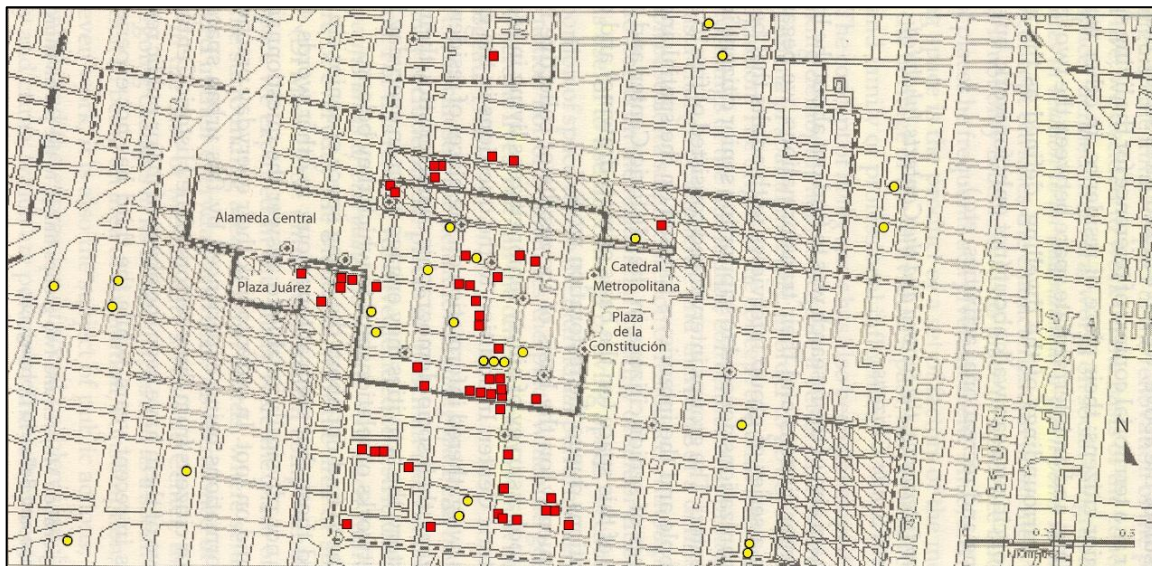 Alameda Central
Plaza Juárez
Catedral
Metropolitana
Plaza
de la
Constitución
N